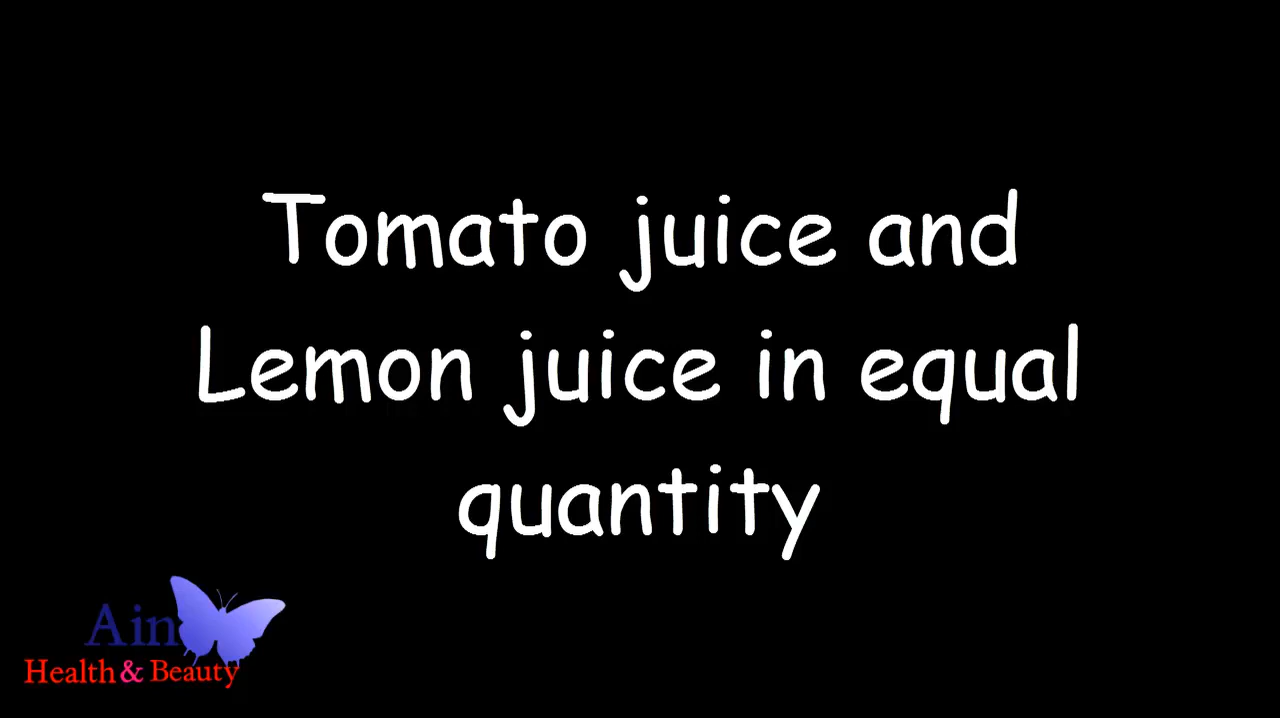 Tomato juice and
Lemon juice in equal
quantity
Ain
Health & Beauty